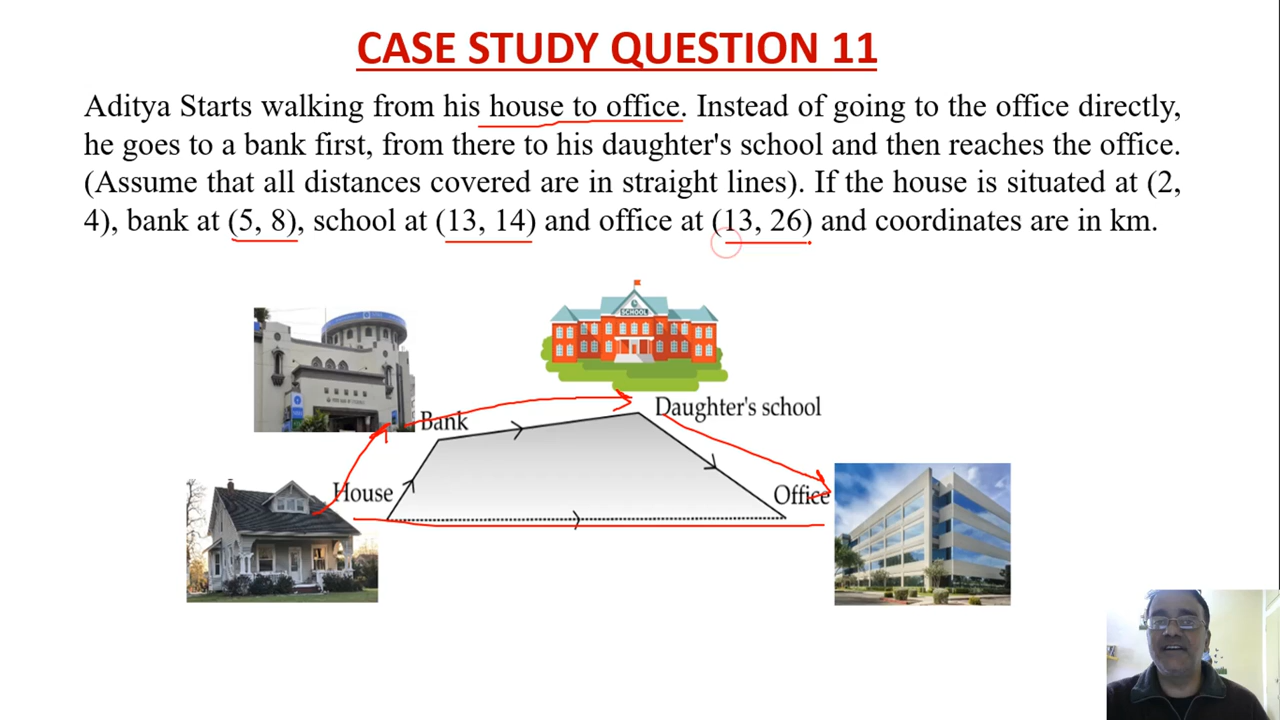 CASE STUDY QUESTION 11
Aditya Starts walking from his house to office. Instead of going to the office directly,
he goes to a bank first, from there to his daughter's school and then reaches the office.
(Assume that all distances covered are in straight lines). If the house is situated at (2,
4), bank at (5, 8), school at (13, 14) and office at (13, 26) and coordinates are in km.
SCHOOL
Bank
Daughter's school
House
Office